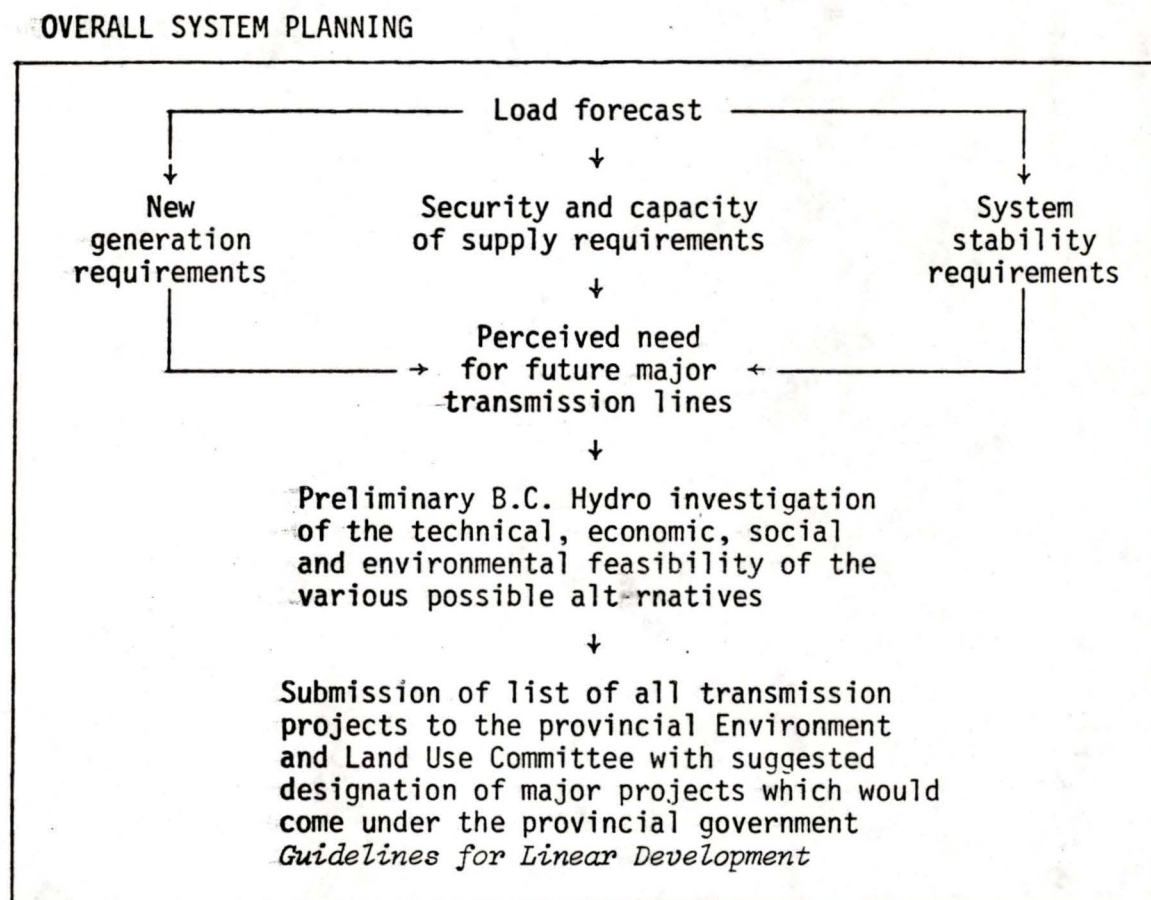 OVERALL SYSTEM PLANNING
Load forecast
New
generation
requirements
Security and capacity
of supply requirements
System
stability
requirements
Perceived need
for future major
transmission lines
Preliminary B.C. Hydro investigation
of the technical, economic, social
and environmental feasibility of the
various possible alt rnatives
Submission of list of all transmission
projects to the provincial Environment
and Land Use Committee with suggested
designation of major projects which would
come under the provincial government
Guidelines for Linear Development